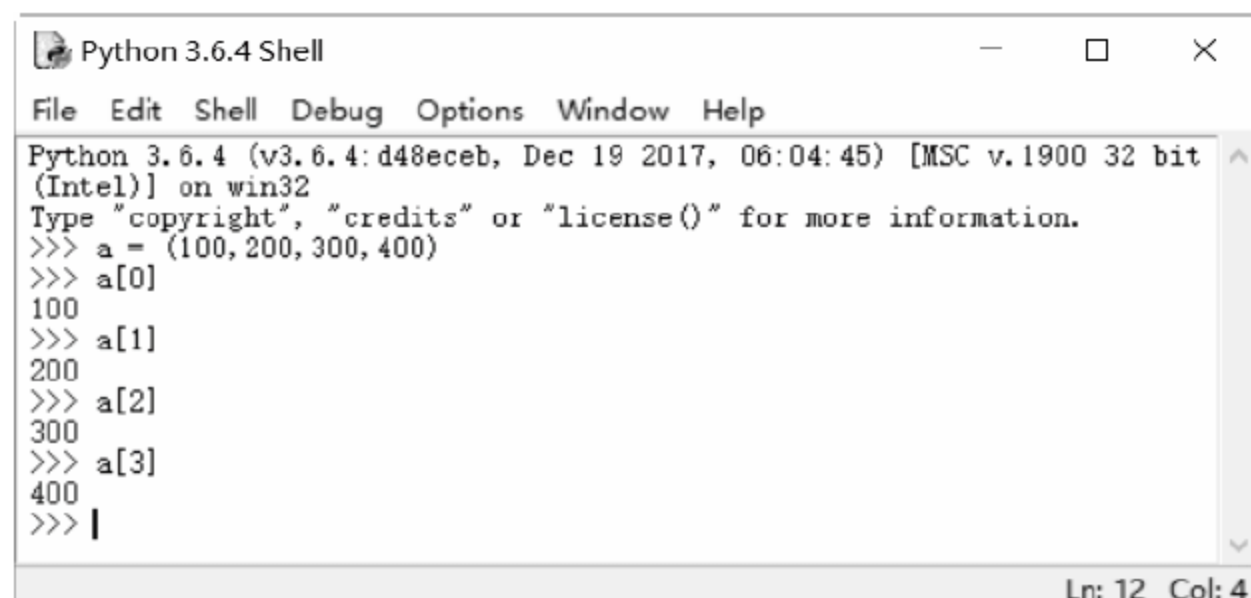 Python 3.6.4 Shell
File Edit Shell Debug Options Window Help
Python 3.6.4 (v3.6.4:d48eceb, Dec 19 2017, 06:04:45) [MSC v.1900 32 bit
(Intel)] on win32
Type "copyright", "credits" or "license()" for more information.
>>> a = (100,200,300,400)
>>> a[0]
100
>>> a[1]
200
>>> a[2]
300
>>> a[3]
400
>>>
Ln: 12 Col: 4